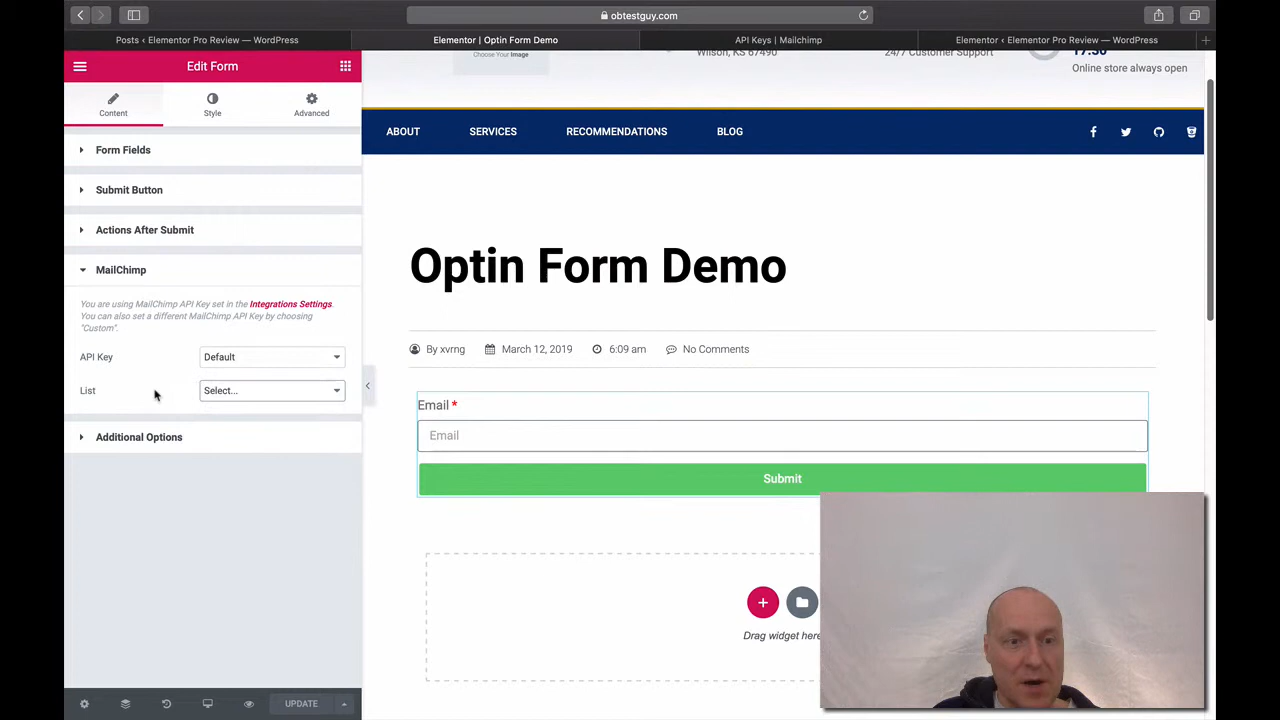 obtestguy.com
Posts ‹ Elementor Pro Review — WordPress
Elementor | Optin Form Demo
API Keys | Mailchimp
Elementor ‹ Elementor Pro Review — WordPress
Edit Form
Content
Style
Advanced
Form Fields
Submit Button
Actions After Submit
MailChimp
You are using MailChimp API Key set in the Integrations Settings.
You can also set a different MailChimp API Key by choosing
"Custom".
API Key
Default
List
Select...
Additional Options
UPDATE
Choose Your Image
Wilson, KS 67490
24/7 Customer Support
17:30
Online store always open
ABOUT
SERVICES
RECOMMENDATIONS
BLOG
Optin Form Demo
By xvrng
March 12, 2019
6:09 am
No Comments
Email *
Email
Submit
Drag widget here